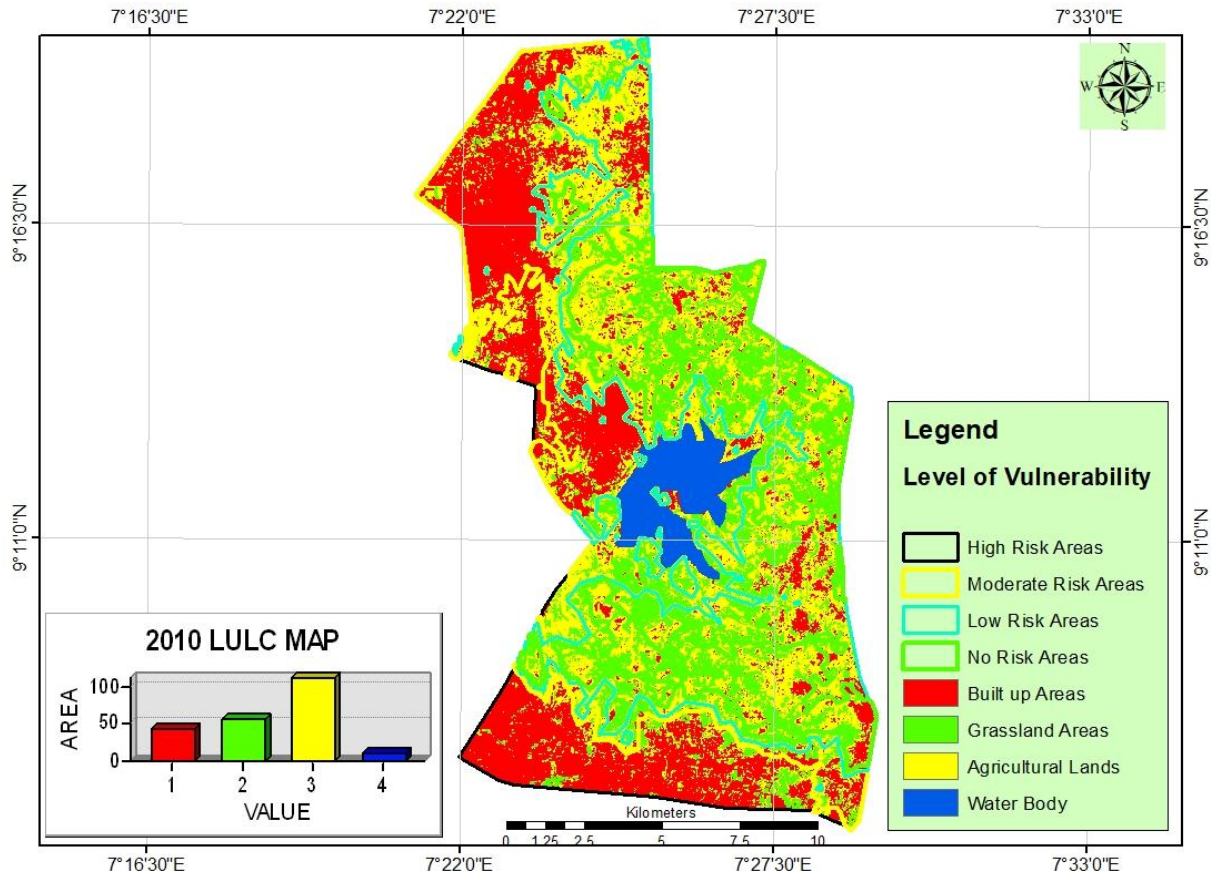 7°16'30"E 7°22'0"E 7°27'30"E 7°33'0"E
N
W E
S
9°16'30"N 9°16'30"N
Legend
Level of Vulnerability
High Risk Areas
Moderate Risk Areas
Low Risk Areas
No Risk Areas
Built up Areas
Grassland Areas
Agricultural Lands
Water Body
9°11'0"N 9°11'0"N
2010 LULC MAP
AREA
100
50
0
1 2 3 4
VALUE
Kilometers
0 1.25 2.5 5 7.5 10
7°16'30"E 7°22'0"E 7°27'30"E 7°33'0"E